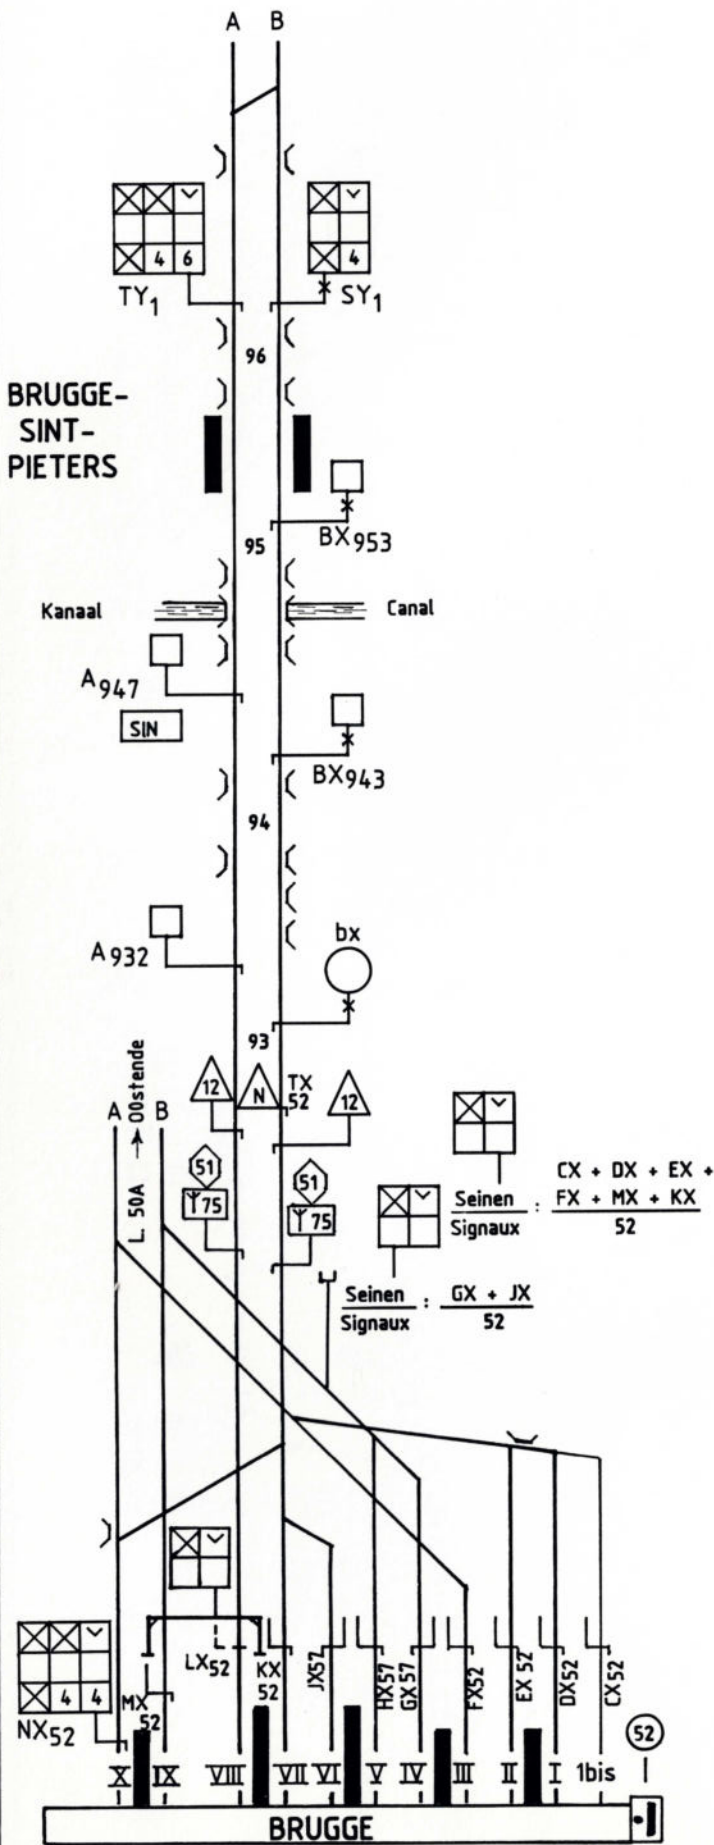 A B
TY1
4 6
SY1
4
96
BRUGGE-
SINT-
PIETERS
BX953
95
Kanaal
Canal
A947
SIN
BX943
94
A932
bx
93
12
N
TX
52
12
A B
L. 50A → OÖstende
51
75
51
75
Seinen : CX + DX + EX +
Signaux FX + MX + KX
52
Seinen : GX + JX
Signaux 52
NX52
4 4
MX
52
LX52
KX
52
JX52
HX57
GX57
FX52
EX 52
DX52
CX52
52
X IX VIII VII VI V IV III II I 1bis
BRUGGE